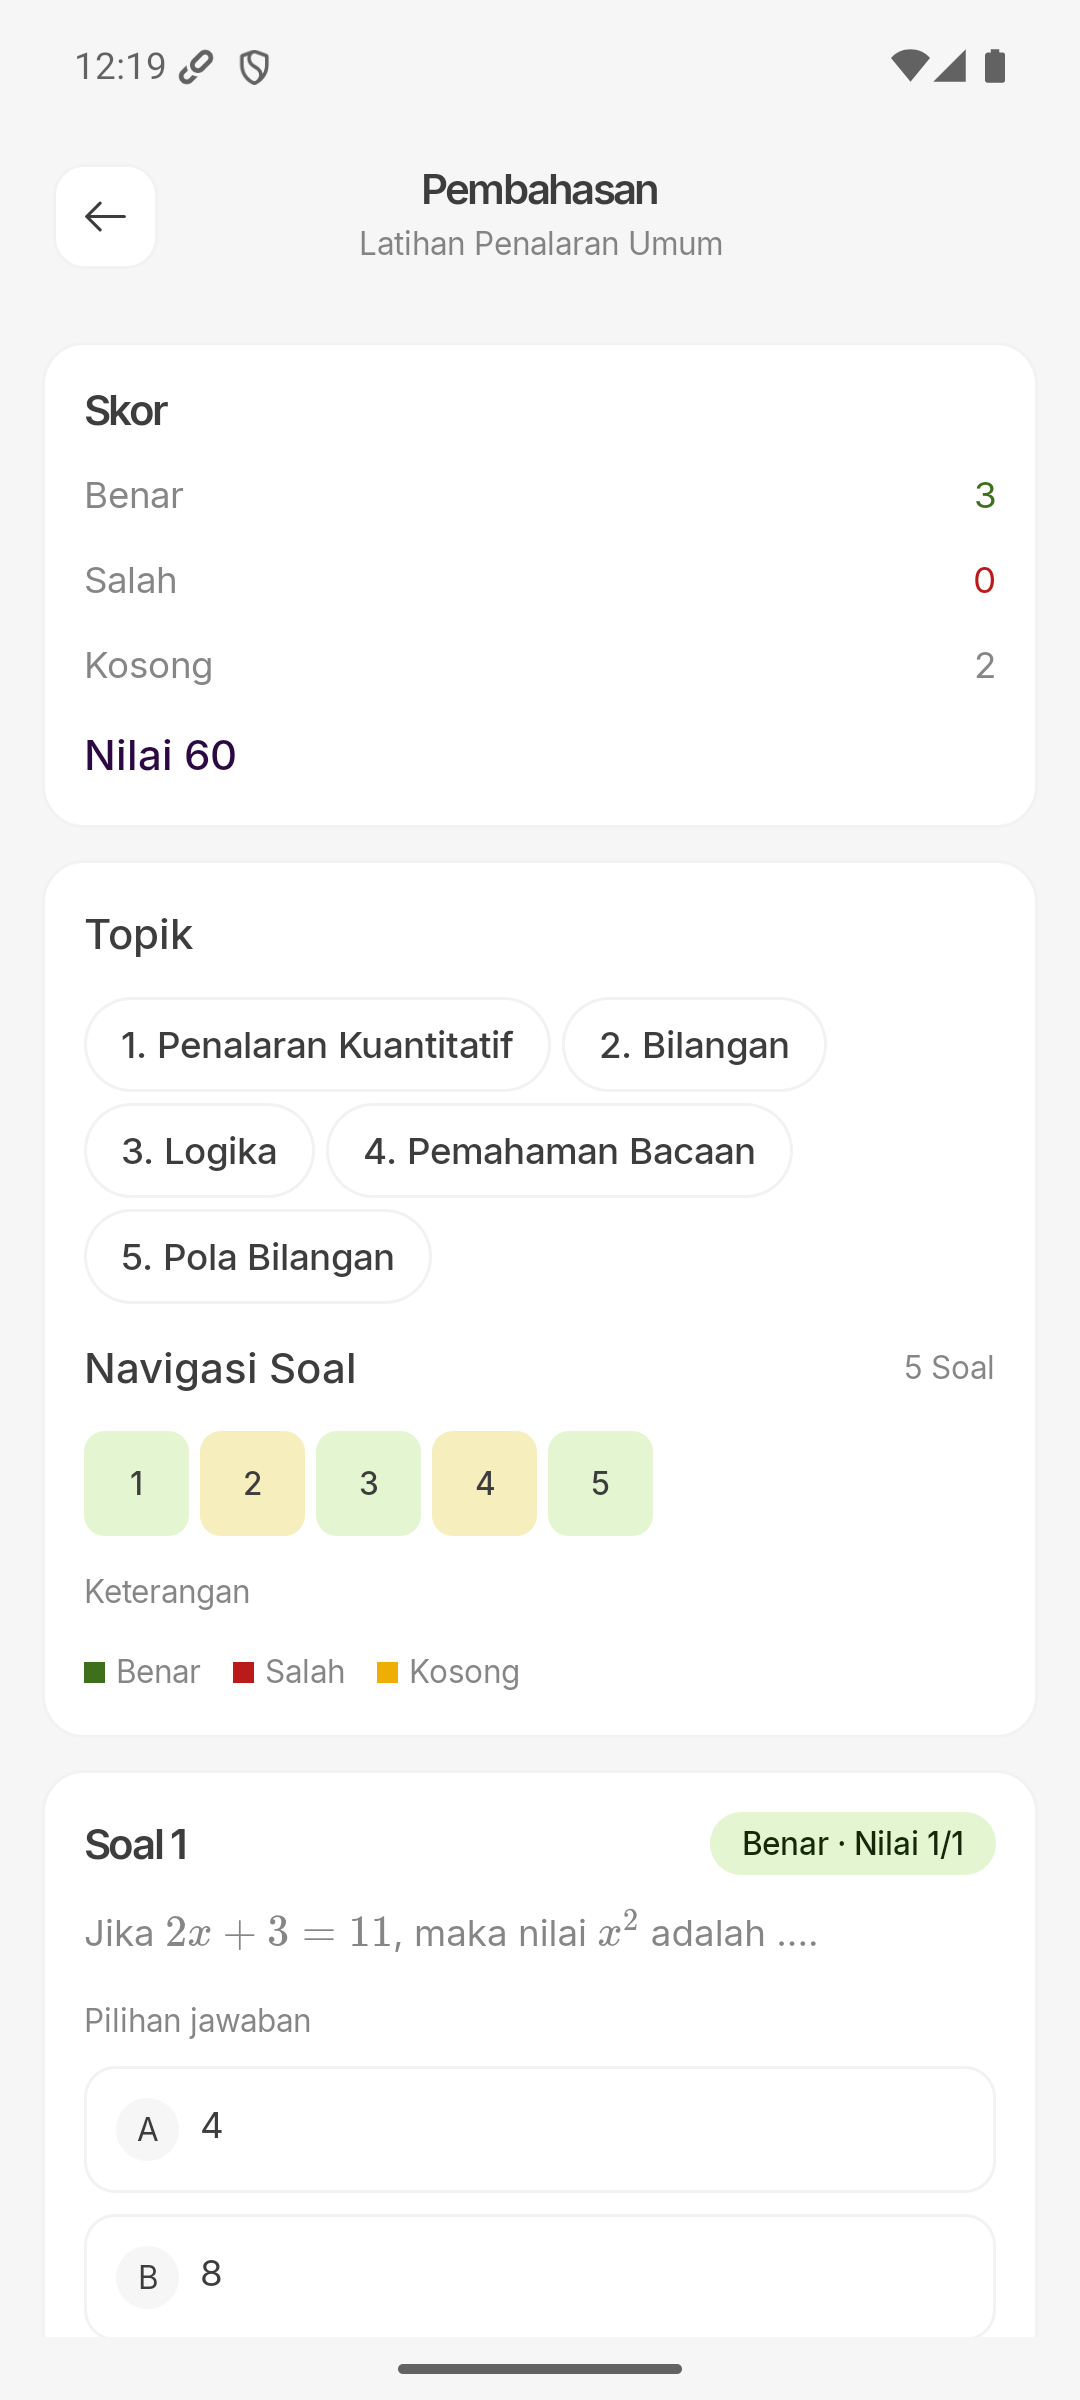 12:19
Pembahasan
Latihan Penalaran Umum
Skor
Benar 3
Salah 0
Kosong 2
Nilai 60
Topik
1. Penalaran Kuantitatif 2. Bilangan
3. Logika 4. Pemahaman Bacaan
5. Pola Bilangan
Navigasi Soal 5 Soal
1 2 3 4 5
Keterangan
Benar Salah Kosong
Soal 1 Benar · Nilai 1/1
Jika 2x + 3 = 11, maka nilai x² adalah ....
Pilihan jawaban
A 4
B 8